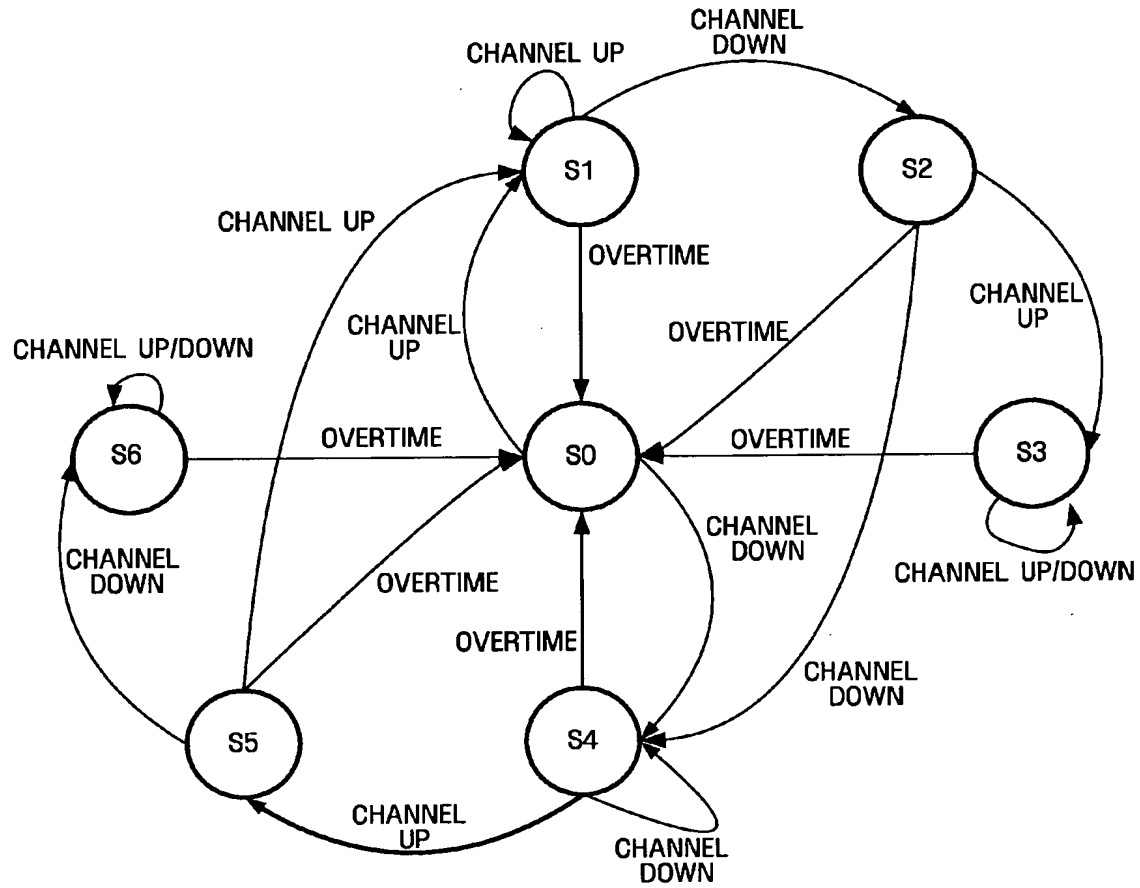 CHANNEL
DOWN
CHANNEL UP
S1
S2
CHANNEL UP
OVERTIME
CHANNEL
UP
CHANNEL
UP
OVERTIME
CHANNEL UP/DOWN
S6
OVERTIME
S0
OVERTIME
S3
CHANNEL
DOWN
CHANNEL
DOWN
OVERTIME
CHANNEL UP/DOWN
OVERTIME
CHANNEL
DOWN
S5
S4
CHANNEL
UP
CHANNEL
DOWN